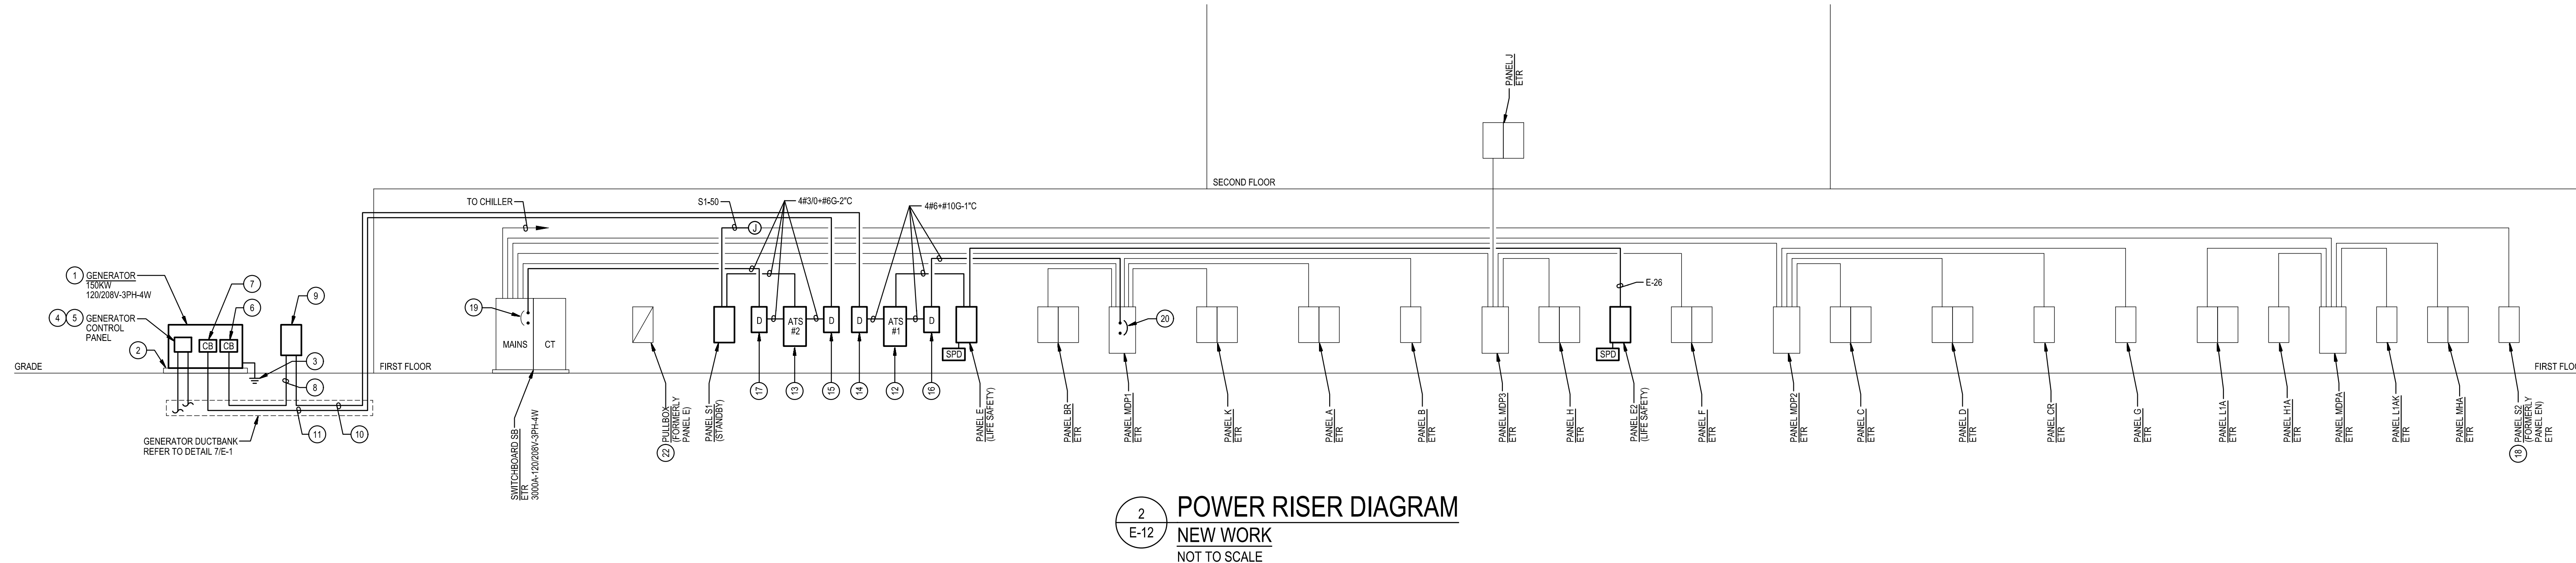 PANEL J
ETR
SECOND FLOOR
TO CHILLER
S1-50
4#3/0+#6G-2"C
4#6+#10G-1"C
J
1
GENERATOR
150KW
120/208V-3PH-4W
4
5
GENERATOR
CONTROL
PANEL
2
7
6
9
CB
CB
3
8
GRADE
FIRST FLOOR
11
10
GENERATOR DUCTBANK
REFER TO DETAIL 7/E-1
19
MAINS
CT
SWITCHBOARD SB
ETR
3000A-120/208V-3PH-4W
22
PULLBOX
(FORMERLY
PANEL E)
PANEL S1
(STANDBY)
D
ATS
#2
D
D
ATS
#1
D
17
13
15
14
12
16
SPD
PANEL E
(LIFE SAFETY)
PANEL BR
ETR
20
PANEL MDP1
ETR
PANEL K
ETR
PANEL A
ETR
PANEL B
ETR
PANEL MDP3
ETR
PANEL H
ETR
E-26
SPD
PANEL E2
(LIFE SAFETY)
PANEL F
ETR
PANEL MDP2
ETR
PANEL C
ETR
PANEL D
ETR
PANEL CR
ETR
PANEL G
ETR
PANEL L1A
ETR
PANEL H1A
ETR
PANEL MDPA
ETR
PANEL L1AK
ETR
PANEL MHA
ETR
18
PANEL S2
(FORMERLY
PANEL EN)
ETR
FIRST FLOO
2
E-12
POWER RISER DIAGRAM
NEW WORK
NOT TO SCALE